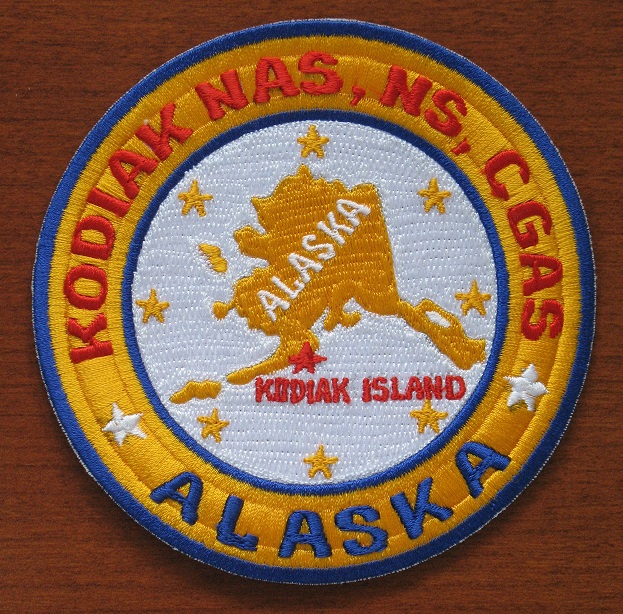 KODIAK NAS, NS, CGAS
ALASKA
KODIAK ISLAND
ALASKA